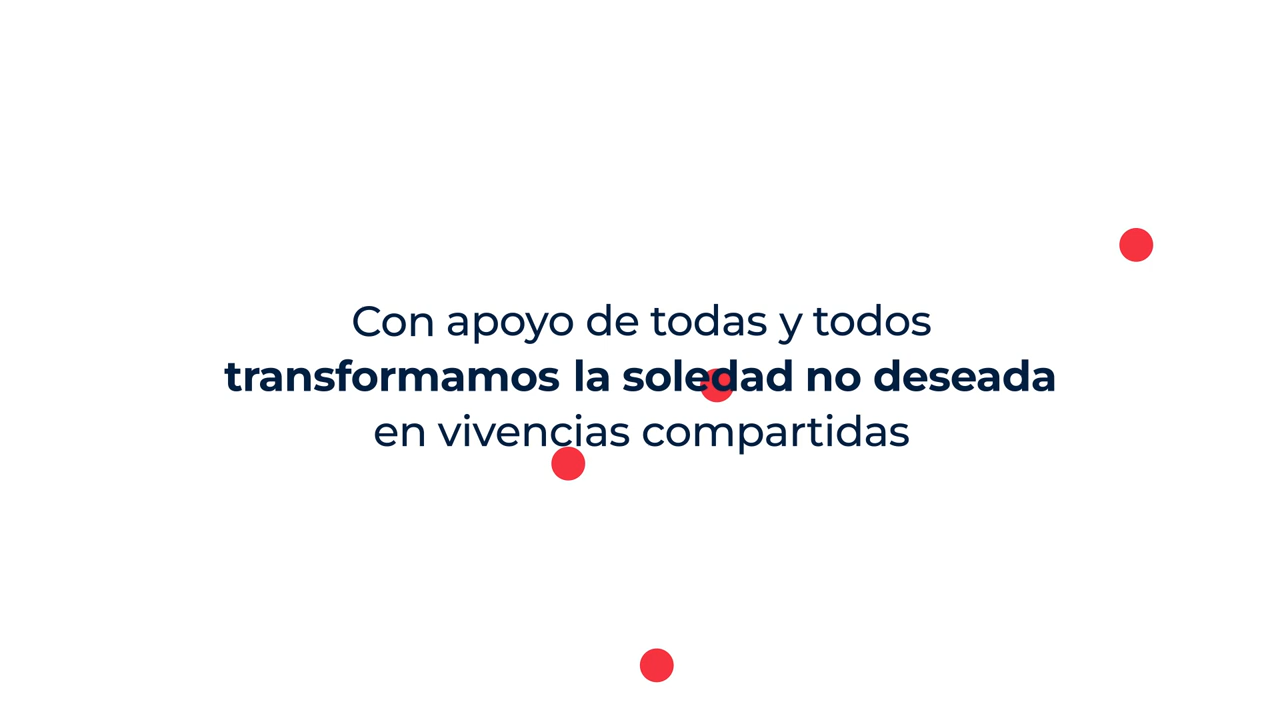 Con apoyo de todas y todos
transformamos la soledad no deseada
en vivencias compartidas